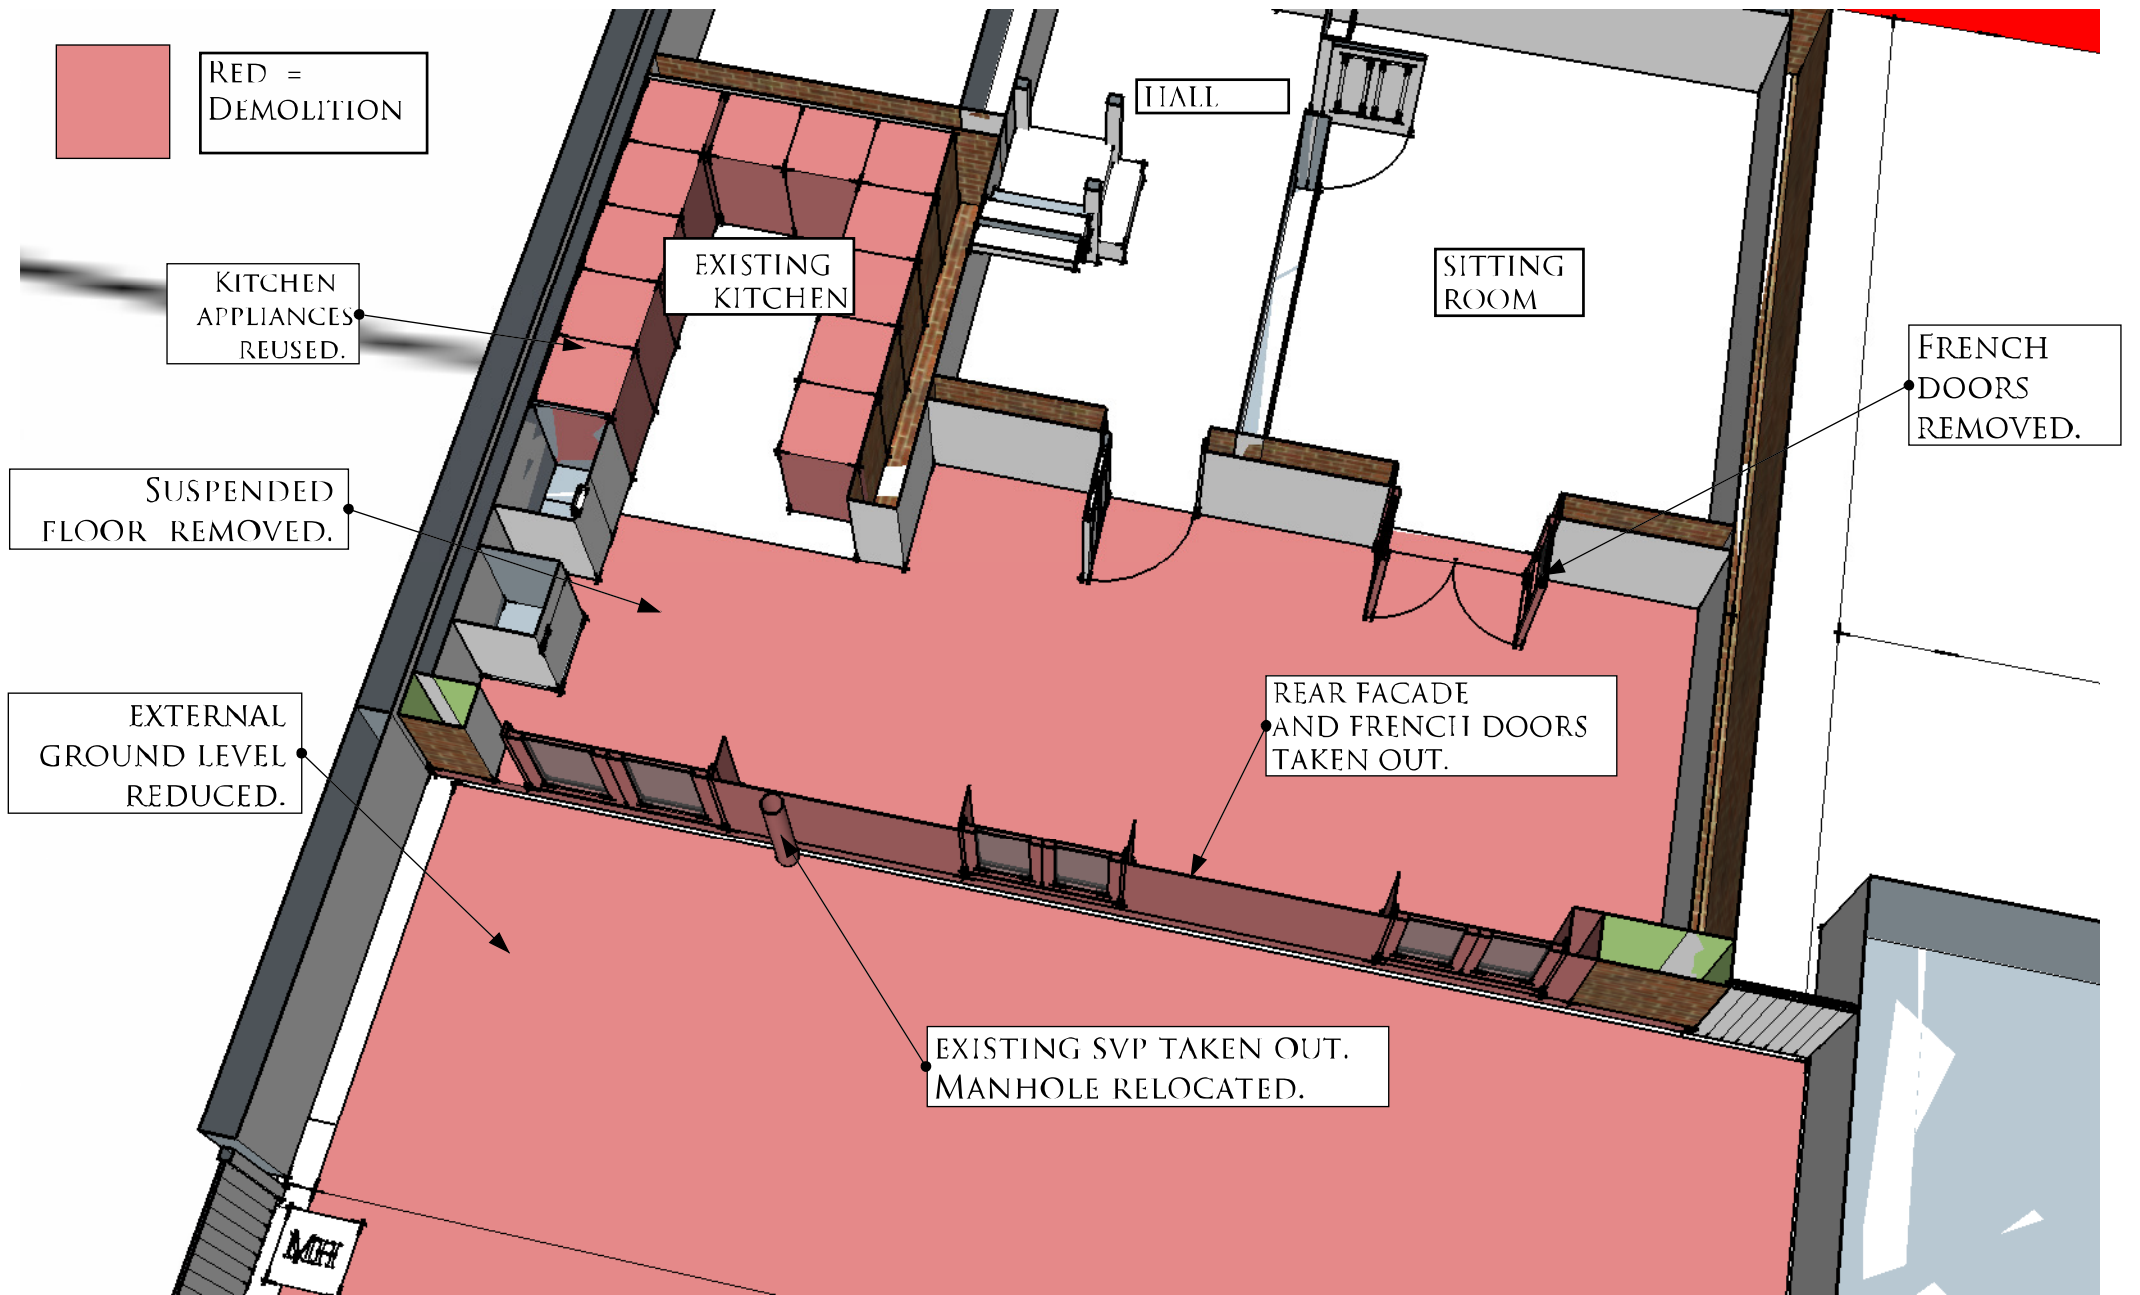 RED =
DEMOLITION
HALL
EXISTING
KITCHEN
SITTING
ROOM
KITCHEN
APPLIANCES
REUSED.
FRENCH
DOORS
REMOVED.
SUSPENDED
FLOOR REMOVED.
EXTERNAL
GROUND LEVEL
REDUCED.
REAR FACADE
AND FRENCH DOORS
TAKEN OUT.
EXISTING SVP TAKEN OUT.
MANHOLE RELOCATED.
MH